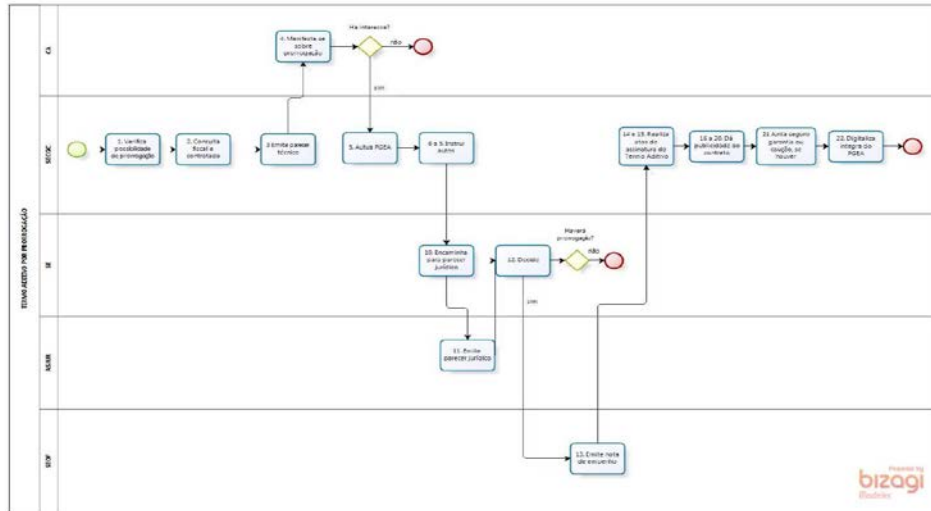 TERMO ADITIVO POR PRORROGAÇÃO
CA
4. Manifesta-se
sobre
prorrogação
Há interesse?
não
sim
1. Verifica
possibilidade
de prorrogação
2. Consulta
fiscal e
contratada
3 Emite parecer
técnico
5. Autua PGEA
6 a 9. Instrui
autos
14 a 15. Realiza
atos de
assinatura do
Termo Aditivo
16 a 20. Dá
publicidade ao
contrato
21 Junta seguro
garantia ou
caução, se
houver
22. Digitaliza
íntegra do
PGEA
SE
10. Encaminha
para parecer
jurídico
12. Decide
Haverá
prorrogação?
não
sim
11. Emite
parecer jurídico
13. Emite nota
de empenho
Powered by
bizagi
Modeler